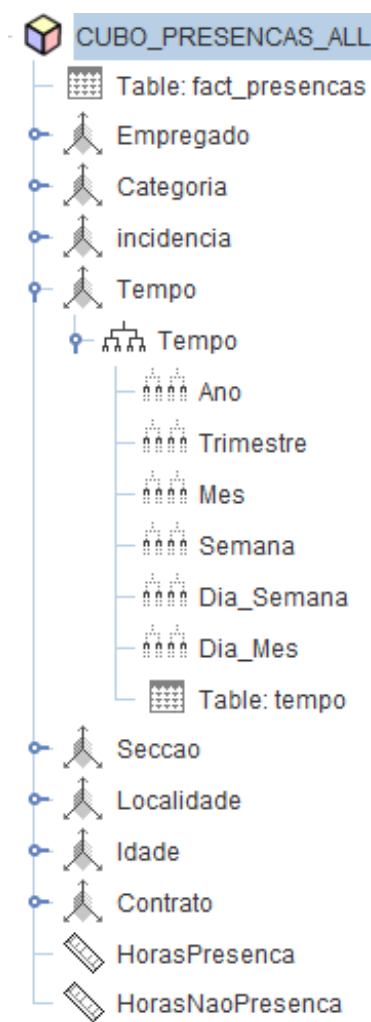 CUBO_PRESENCAS_ALL
Table: fact_presencas
Empregado
Categoria
incidencia
Tempo
Tempo
Ano
Trimestre
Mes
Semana
Dia_Semana
Dia_Mes
Table: tempo
Seccao
Localidade
Idade
Contrato
HorasPresenca
HorasNaoPresenca